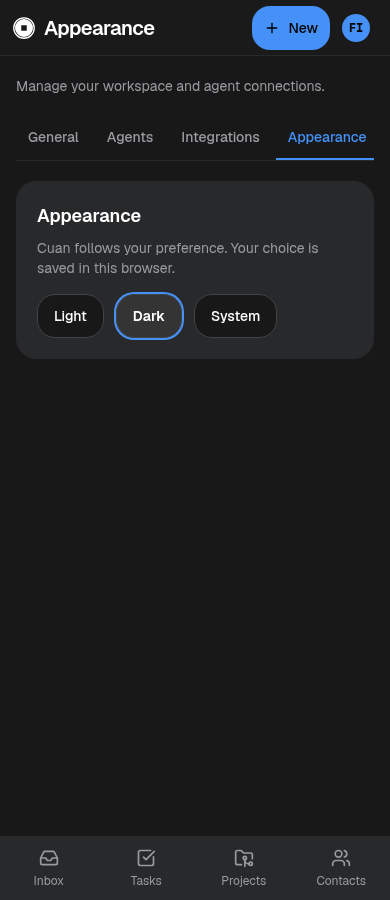 Appearance
New
FI
Manage your workspace and agent connections.
General
Agents
Integrations
Appearance
Appearance
Cuan follows your preference. Your choice is
saved in this browser.
Light
Dark
System
Inbox
Tasks
Projects
Contacts